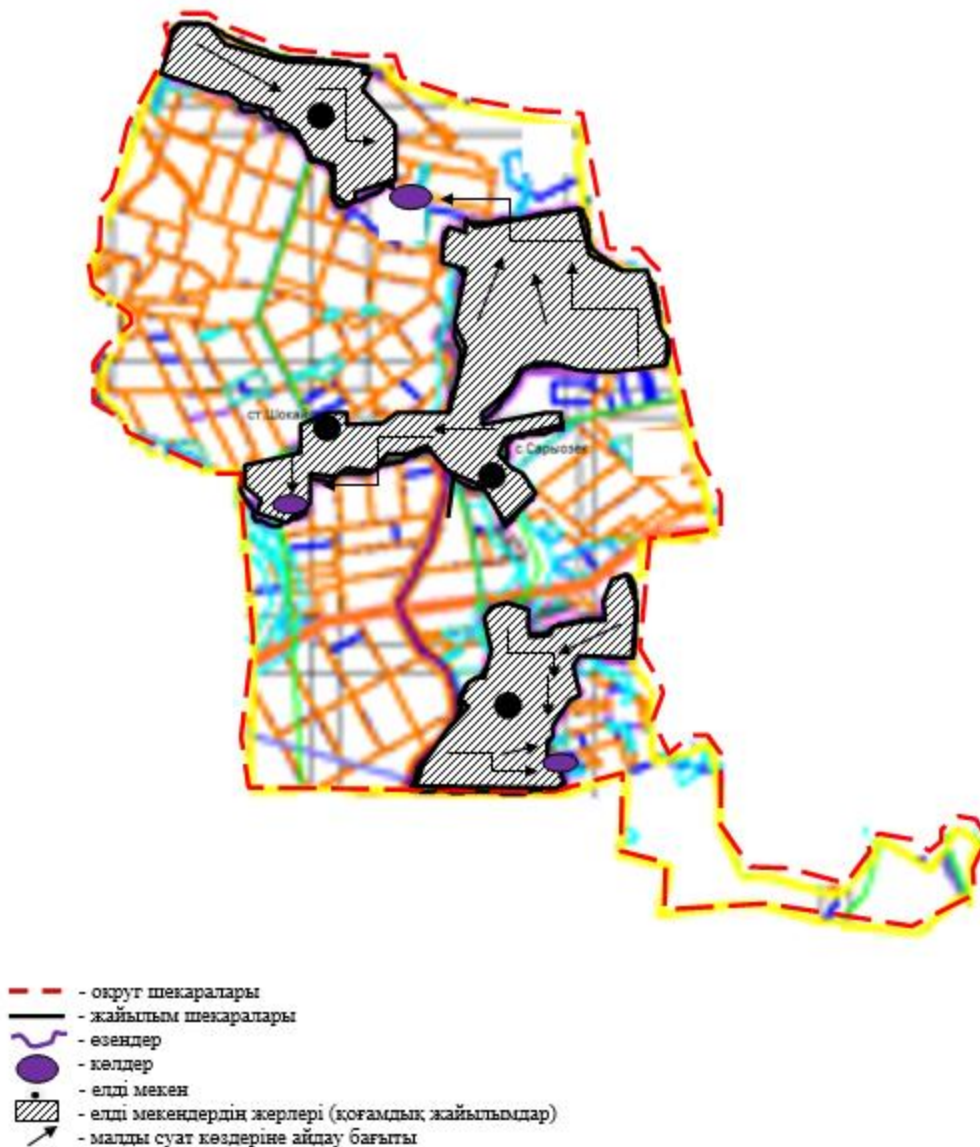 ст.Шокай
с.Сарыозек
- округ шекаралары
- жайылым шекаралары
- өзендер
- көлдер
- елді мекен
- елді мекендердің жерлері (қоғамдық жайылымдар)
- малды суат көздеріне айдау бағыты